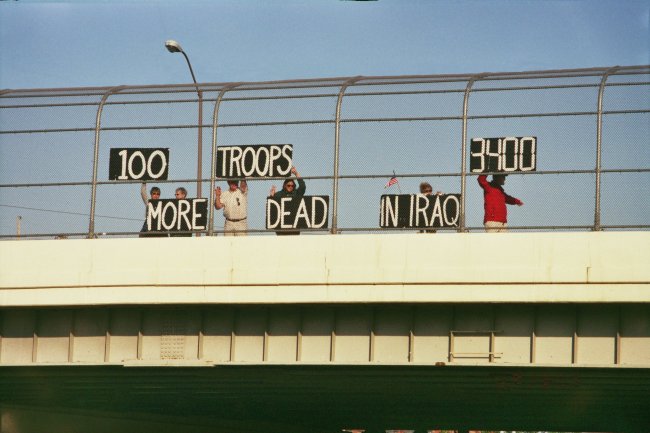 100 TROOPS 3400
MORE DEAD IN IRAQ